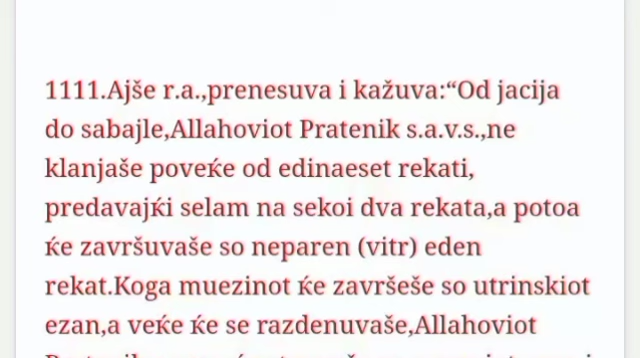 1111.Ajše r.a.,prenesuva i kažuva:“Od jacija
do sabajle,Allahoviot Pratenik s.a.v.s.,ne
klanjaše poveḱe od edinaeset rekati,
predavajḱi selam na sekoi dva rekata,a potoa
ḱe završuvaše so neparen (vitr) eden
rekat.Koga muezinot ḱe završeše so utrinskiot
ezan,a veḱe ḱe se razdenuvaše,Allahoviot